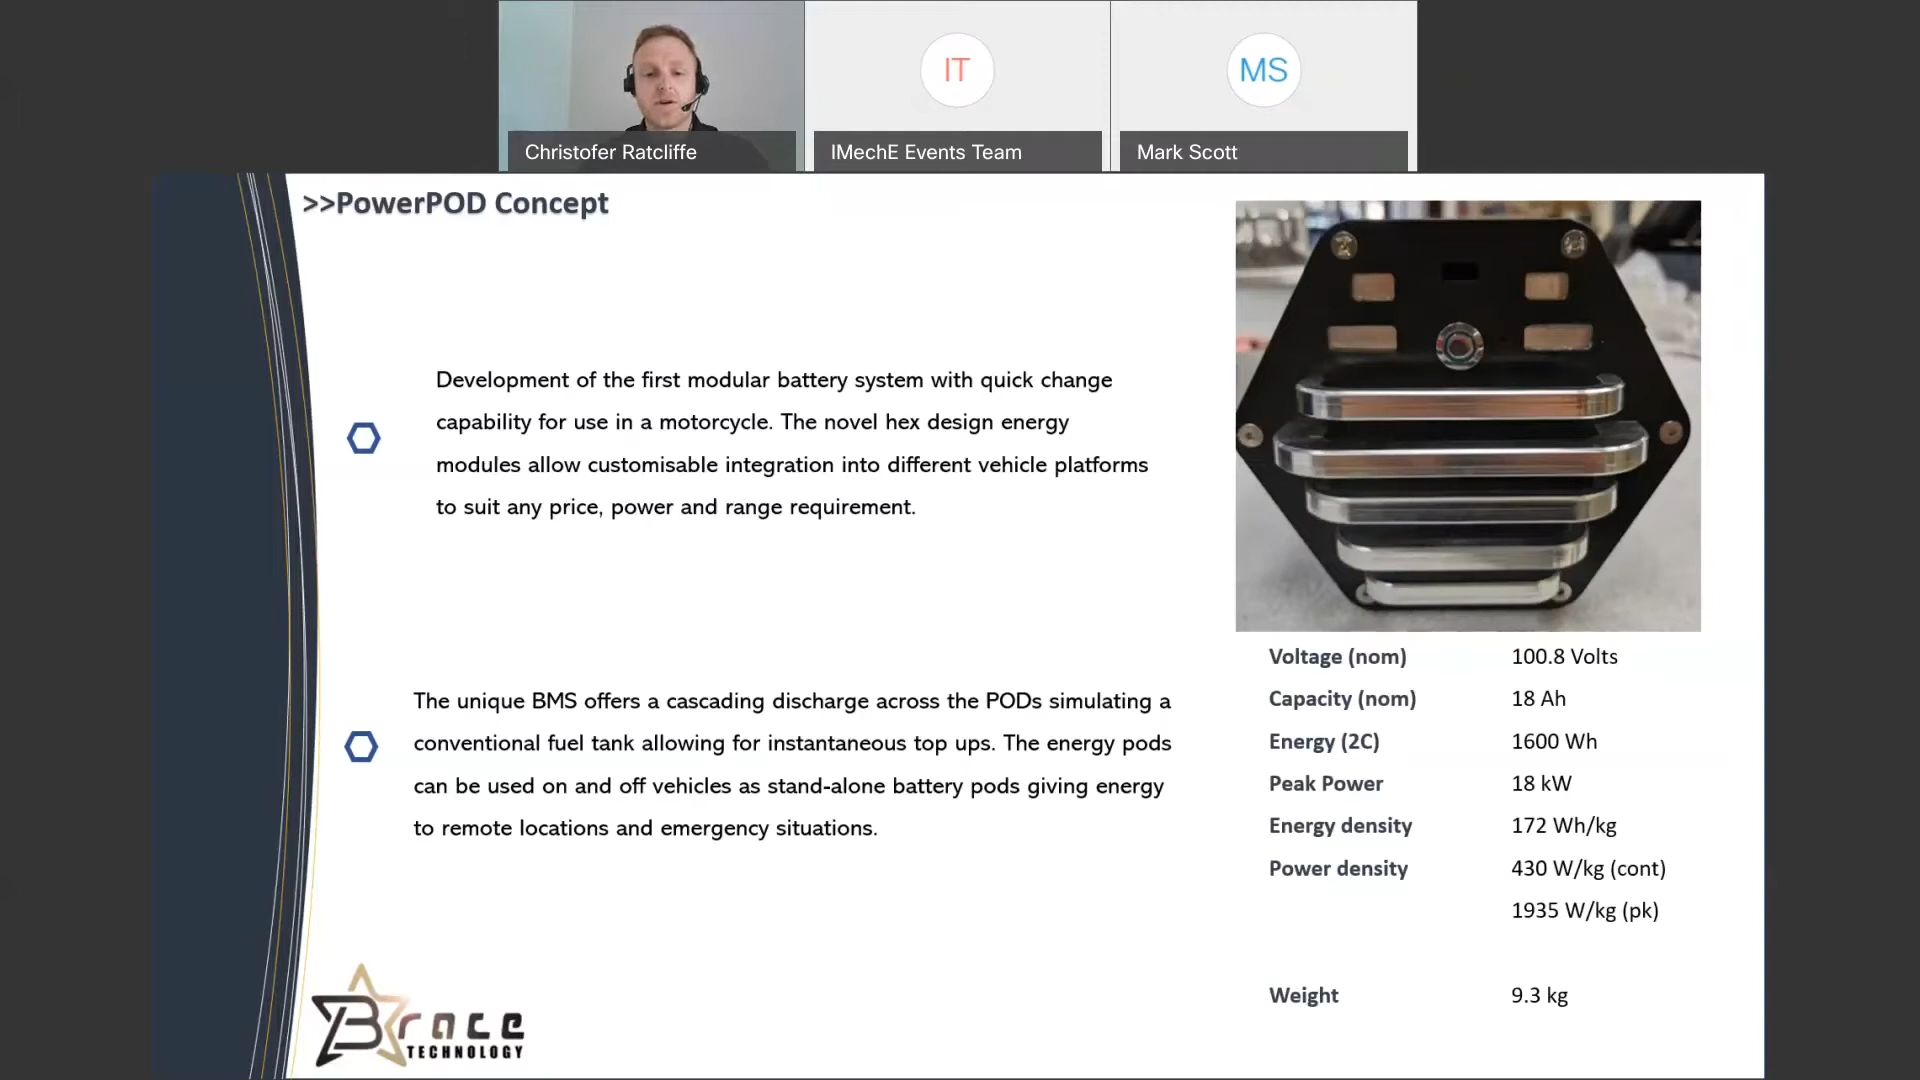 IT
MS
Christofer Ratcliffe
IMechE Events Team
Mark Scott
>>PowerPOD Concept
Development of the first modular battery system with quick change
capability for use in a motorcycle. The novel hex design energy
modules allow customisable integration into different vehicle platforms
to suit any price, power and range requirement.
The unique BMS offers a cascading discharge across the PODs simulating a
conventional fuel tank allowing for instantaneous top ups. The energy pods
can be used on and off vehicles as stand-alone battery pods giving energy
to remote locations and emergency situations.
Voltage (nom) 100.8 Volts
Capacity (nom) 18 Ah
Energy (2C) 1600 Wh
Peak Power 18 kW
Energy density 172 Wh/kg
Power density 430 W/kg (cont)
1935 W/kg (pk)
Weight 9.3 kg
Brace
TECHNOLOGY